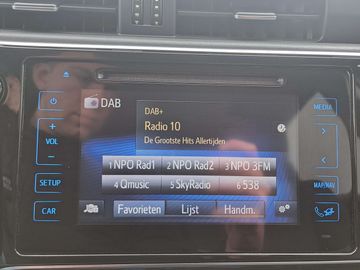 DAB
DAB+
Radio 10
De Grootste Hits Allertijden
VOL
SETUP
CAR
MEDIA
MAP/NAV
1 NPO Rad1
2 NPO Rad2
3 NPO 3FM
4 Qmusic
5 SkyRadio
6 538
Favorieten
Lijst
Handm.